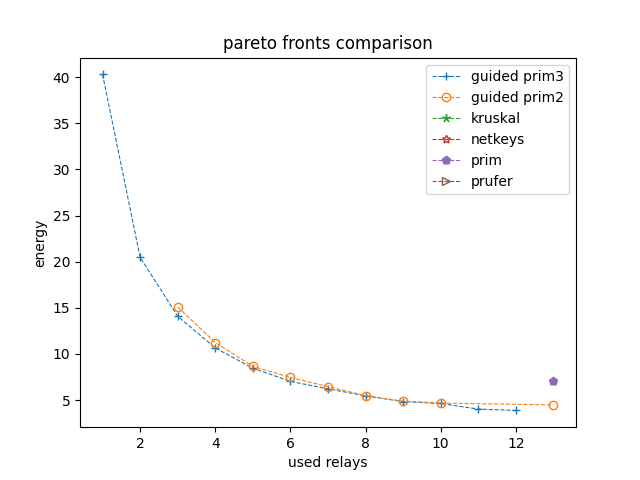 pareto fronts comparison
guided prim3
guided prim2
kruskal
netkeys
prim
prufer
40
35
30
25
20
15
10
5
energy
2 4 6 8 10 12
used relays